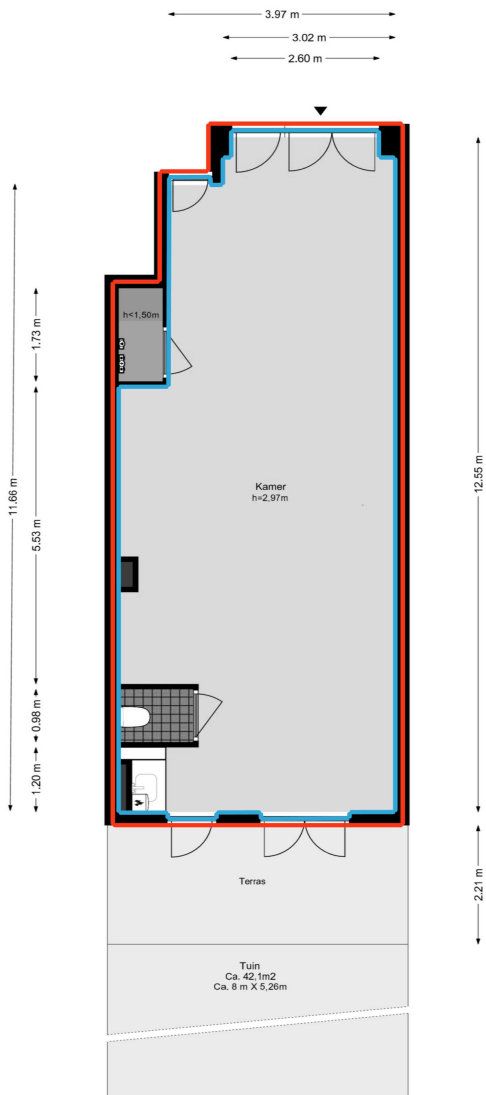 3.97 m
3.02 m
2.60 m
h<1,50m
1.73 m
11.66 m
5.53 m
12.55 m
Kamer
h=2,97m
0.98 m
1.20 m
2.21 m
Terras
Tuin
Ca. 42,1m2
Ca. 8 m X 5,26m